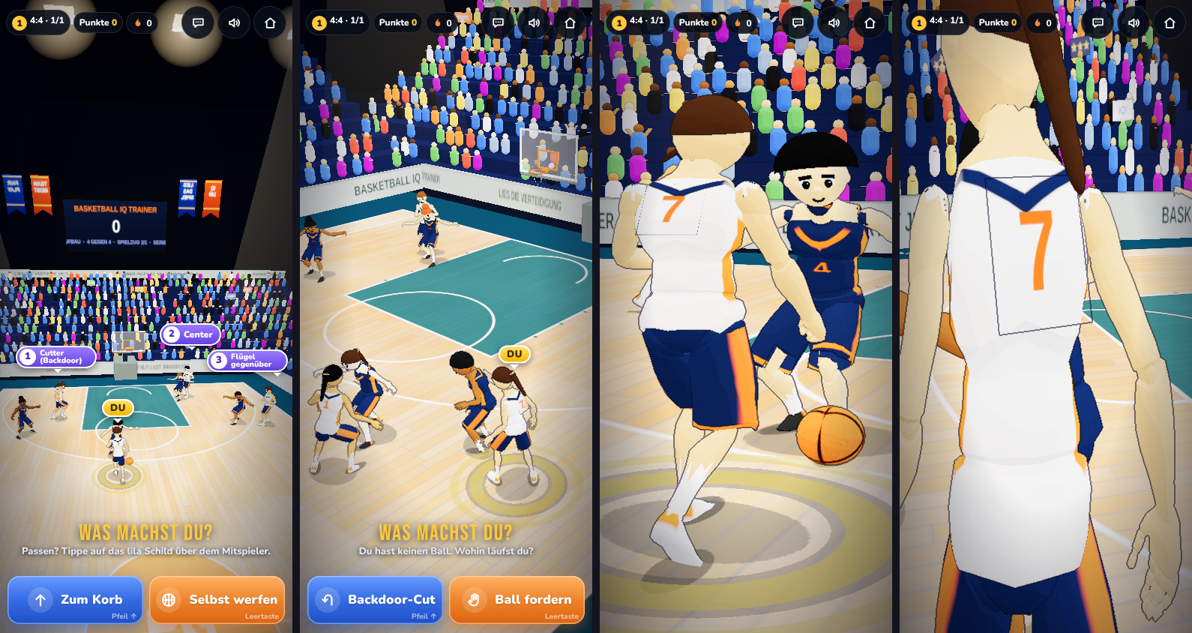 1 4:4 · 1/1 Punkte 0 0
BASKETBALL IQ TRAINER
0
1 Cutter
(Backdoor)
2 Center
3 Flügel
gegenüber
DU
WAS MACHST DU?
Passen? Tippe auf das lila Schild über dem Mitspieler.
Zum Korb
Pfeil ↑
Selbst werfen
Leertaste
1 4:4 · 1/1 Punkte 0 0
BASKETBALL IQ TRAINER
LIES DIE VERTEIDIGUNG
DU
WAS MACHST DU?
Du hast keinen Ball. Wohin läufst du?
Backdoor-Cut
Pfeil ↑
Ball fordern
Leertaste
1 4:4 · 1/1 Punkte 0 0
7
4
1 4:4 · 1/1 Punkte 0 0
BASK
7